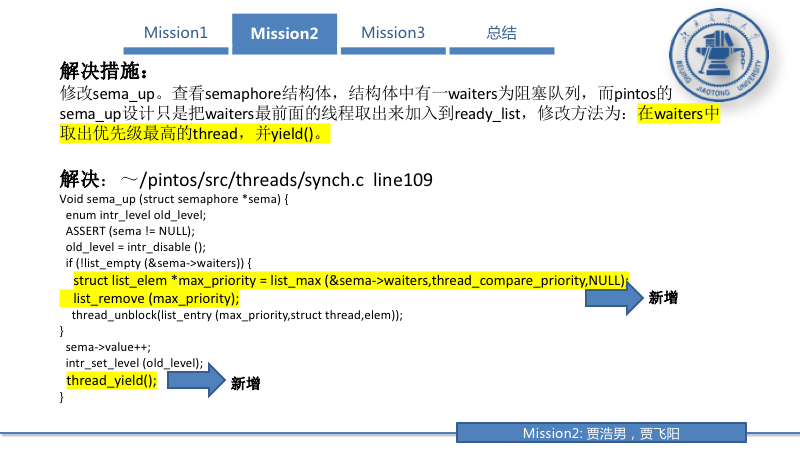 Mission1 Mission2 Mission3 总结
BEIJING JIAOTONG UNIVERSITY
解决措施：
修改sema_up。查看semaphore结构体，结构体中有一waiters为阻塞队列，而pintos的
sema_up设计只是把waiters最前面的线程取出来加入到ready_list，修改方法为：在waiters中
取出优先级最高的thread，并yield()。
解决：～/pintos/src/threads/synch.c line109
Void sema_up (struct semaphore *sema) {
enum intr_level old_level;
ASSERT (sema != NULL);
old_level = intr_disable ();
if (!list_empty (&sema->waiters)) {
struct list_elem *max_priority = list_max (&sema->waiters,thread_compare_priority,NULL);
list_remove (max_priority);
新增
thread_unblock(list_entry (max_priority,struct thread,elem));
}
sema->value++;
intr_set_level (old_level);
thread_yield();
新增
}
Mission2: 贾浩男，贾飞阳